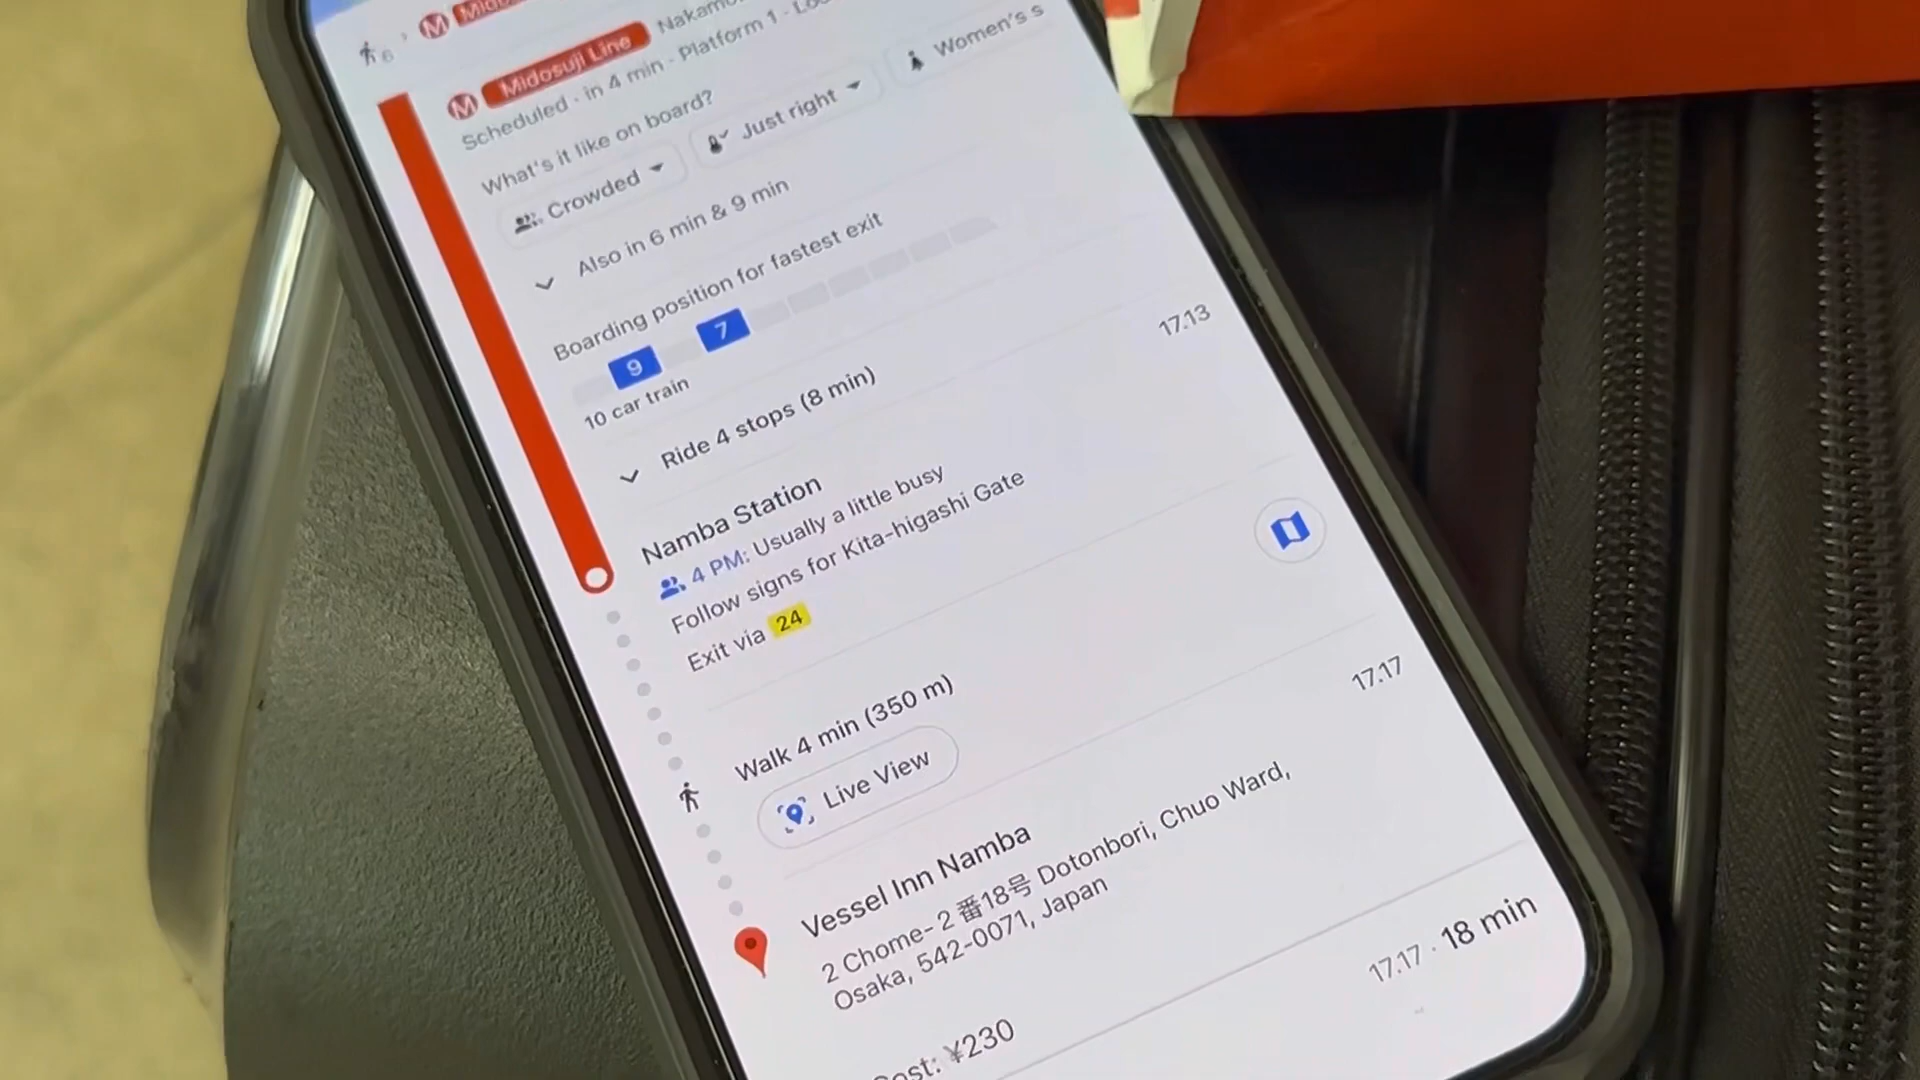 6
Midosuji Line
Scheduled · in 4 min - Platform 1 -
What's it like on board?
Crowded
Just right
Women's
Also in 6 min & 9 min
Boarding position for fastest exit
9
7
10 car train
Ride 4 stops (8 min)
17.13
Namba Station
4 PM: Usually a little busy
Follow signs for Kita-higashi Gate
Exit via 24
Walk 4 min (350 m)
17.17
Live View
Vessel Inn Namba
2 Chome- 2 番18号 Dotonbori, Chuo Ward,
Osaka, 542-0071, Japan
17.17 · 18 min
¥230